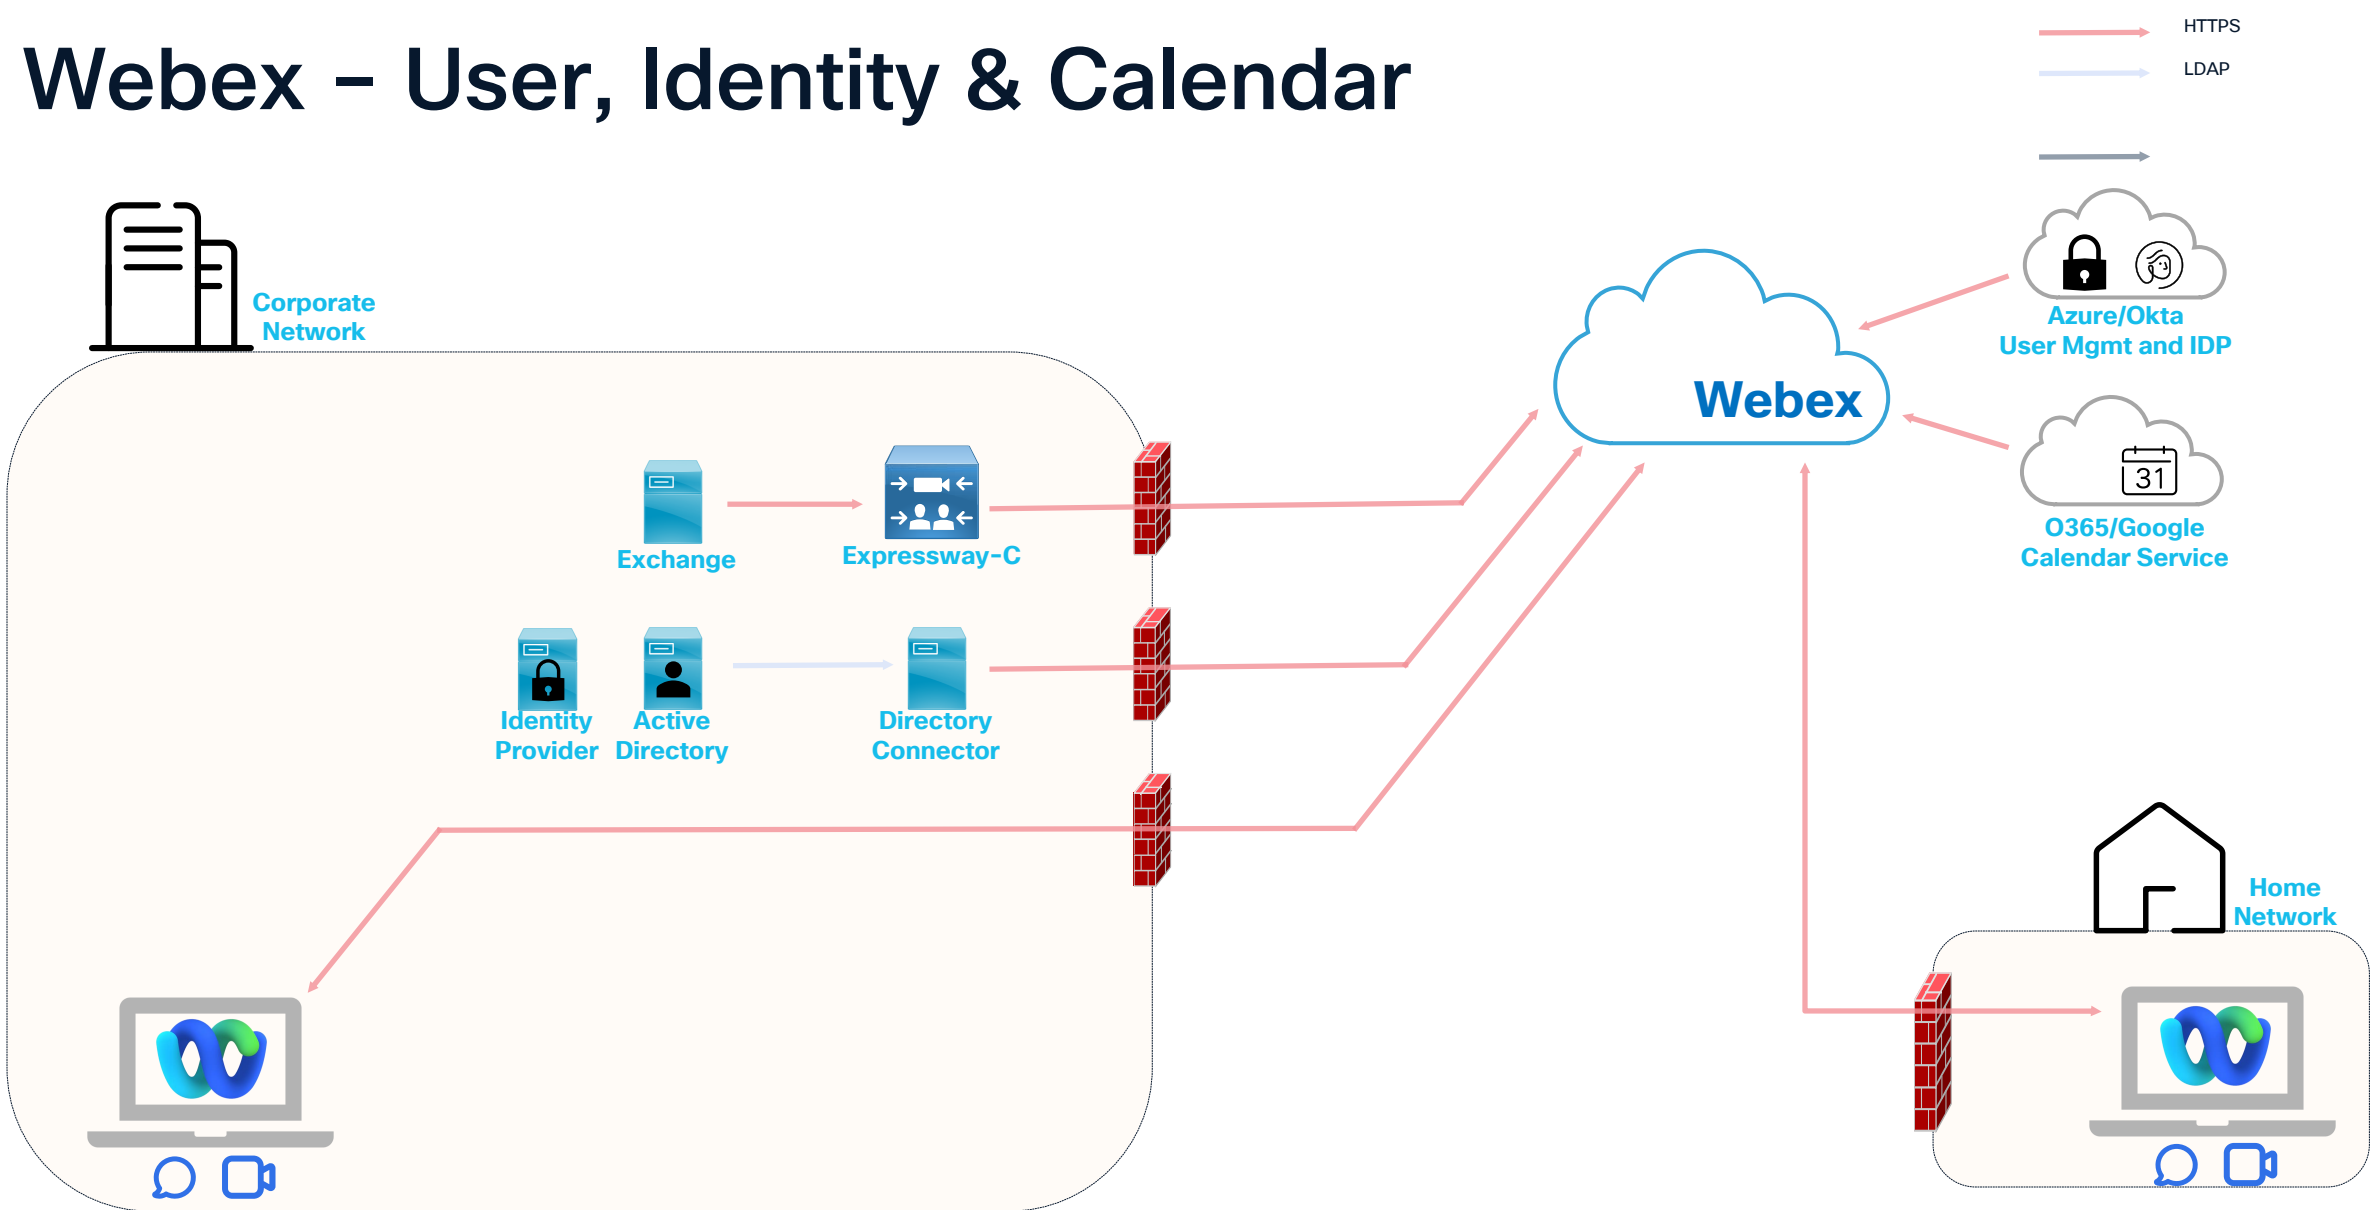 Webex – User, Identity & Calendar
HTTPS
LDAP
Corporate
Network
Webex
Azure/Okta
User Mgmt and IDP
31
O365/Google
Calendar Service
Exchange
Expressway-C
Identity
Provider
Active
Directory
Directory
Connector
Home
Network